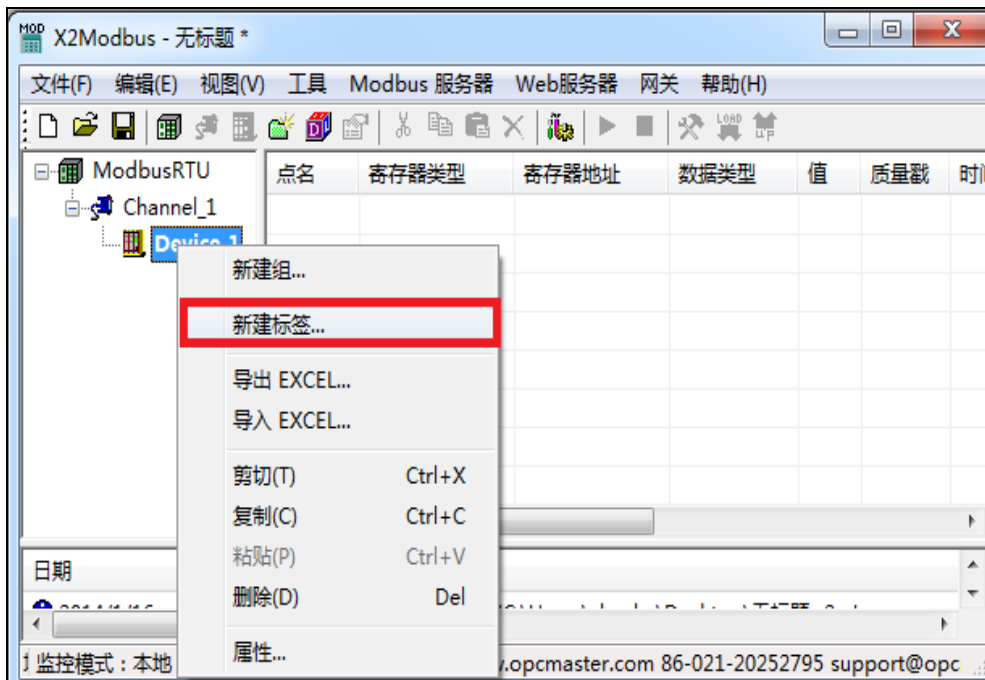 MOD X2Modbus - 无标题 *
文件(F) 编辑(E) 视图(V) 工具 Modbus 服务器 Web服务器 网关 帮助(H)
LOAD
ModbusRTU
点名 寄存器类型 寄存器地址 数据类型 值 质量戳
Channel_1
Device_1
新建组...
新建标签...
导出 EXCEL...
导入 EXCEL...
剪切(T) Ctrl+X
复制(C) Ctrl+C
粘贴(P) Ctrl+V
删除(D) Del
属性...
日期
监控模式：本地 .opcmaster.com 86-021-20252795 support@opc